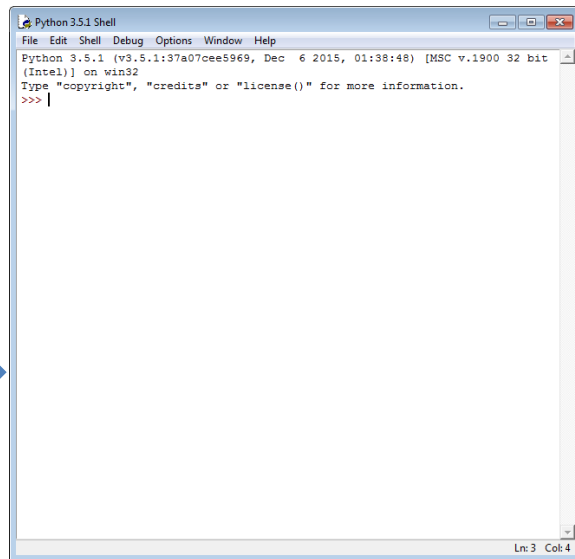 Python 3.5.1 Shell
File Edit Shell Debug Options Window Help
Python 3.5.1 (v3.5.1:37a07cee5969, Dec  6 2015, 01:38:48) [MSC v.1900 32 bit
(Intel)] on win32
Type "copyright", "credits" or "license()" for more information.
>>>
Ln: 3 Col: 4